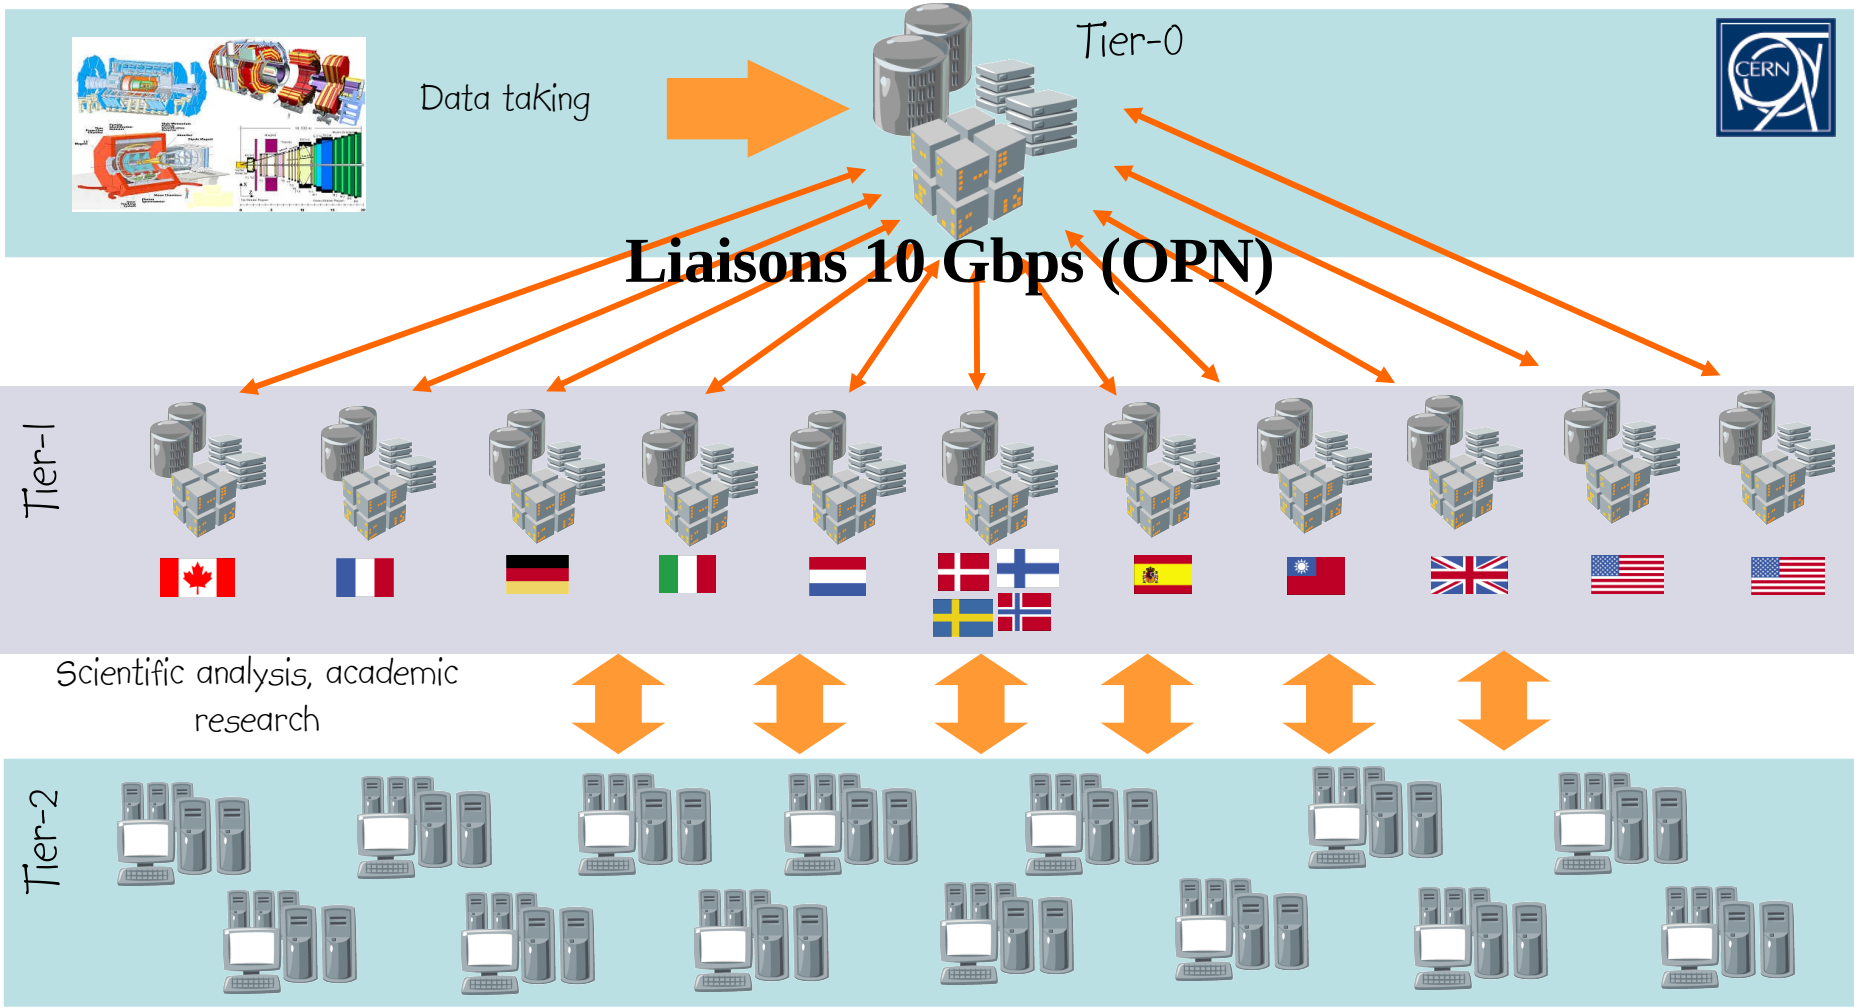 Data taking
Tier-0
CERN
Liaisons 10 Gbps (OPN)
Tier-1
Scientific analysis, academic
research
Tier-2